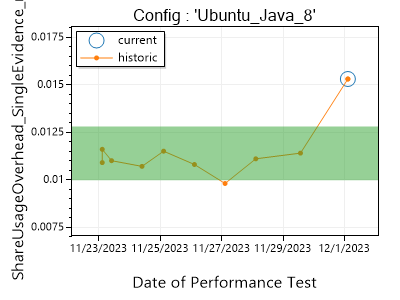 Config : 'Ubuntu_Java_8'
current
historic
0.0175
0.015
0.0125
0.01
0.0075
ShareUsageOverhead_SingleEvidence_
11/23/2023
11/25/2023
11/27/2023
11/29/2023
12/1/2023
Date of Performance Test